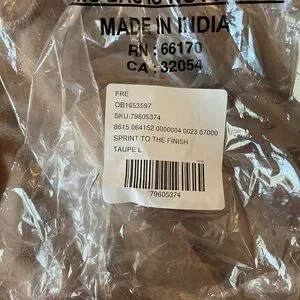 MADE IN INDIA
RN : 66170
CA : 32054
FRE
OB1653597
SKU:79605374
8615 064152 0000004 0023 07000
SPRINT TO THE FINISH
TAUPE L
79605374